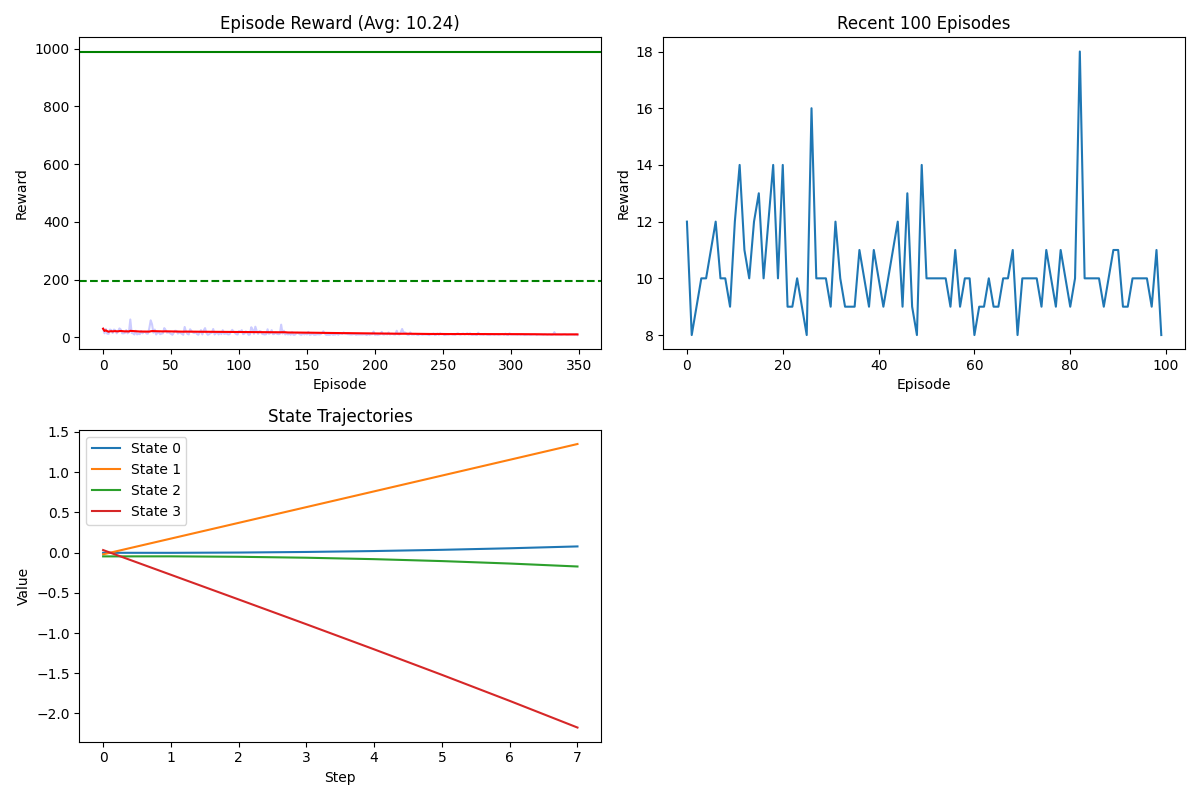 Episode Reward (Avg: 10.24)
1000
800
600
400
200
0
Reward
0 50 100 150 200 250 300 350
Episode
Recent 100 Episodes
18
16
14
12
10
8
Reward
0 20 40 60 80 100
Episode
State Trajectories
1.5
1.0
0.5
0.0
−0.5
−1.0
−1.5
−2.0
Value
State 0
State 1
State 2
State 3
0 1 2 3 4 5 6 7
Step